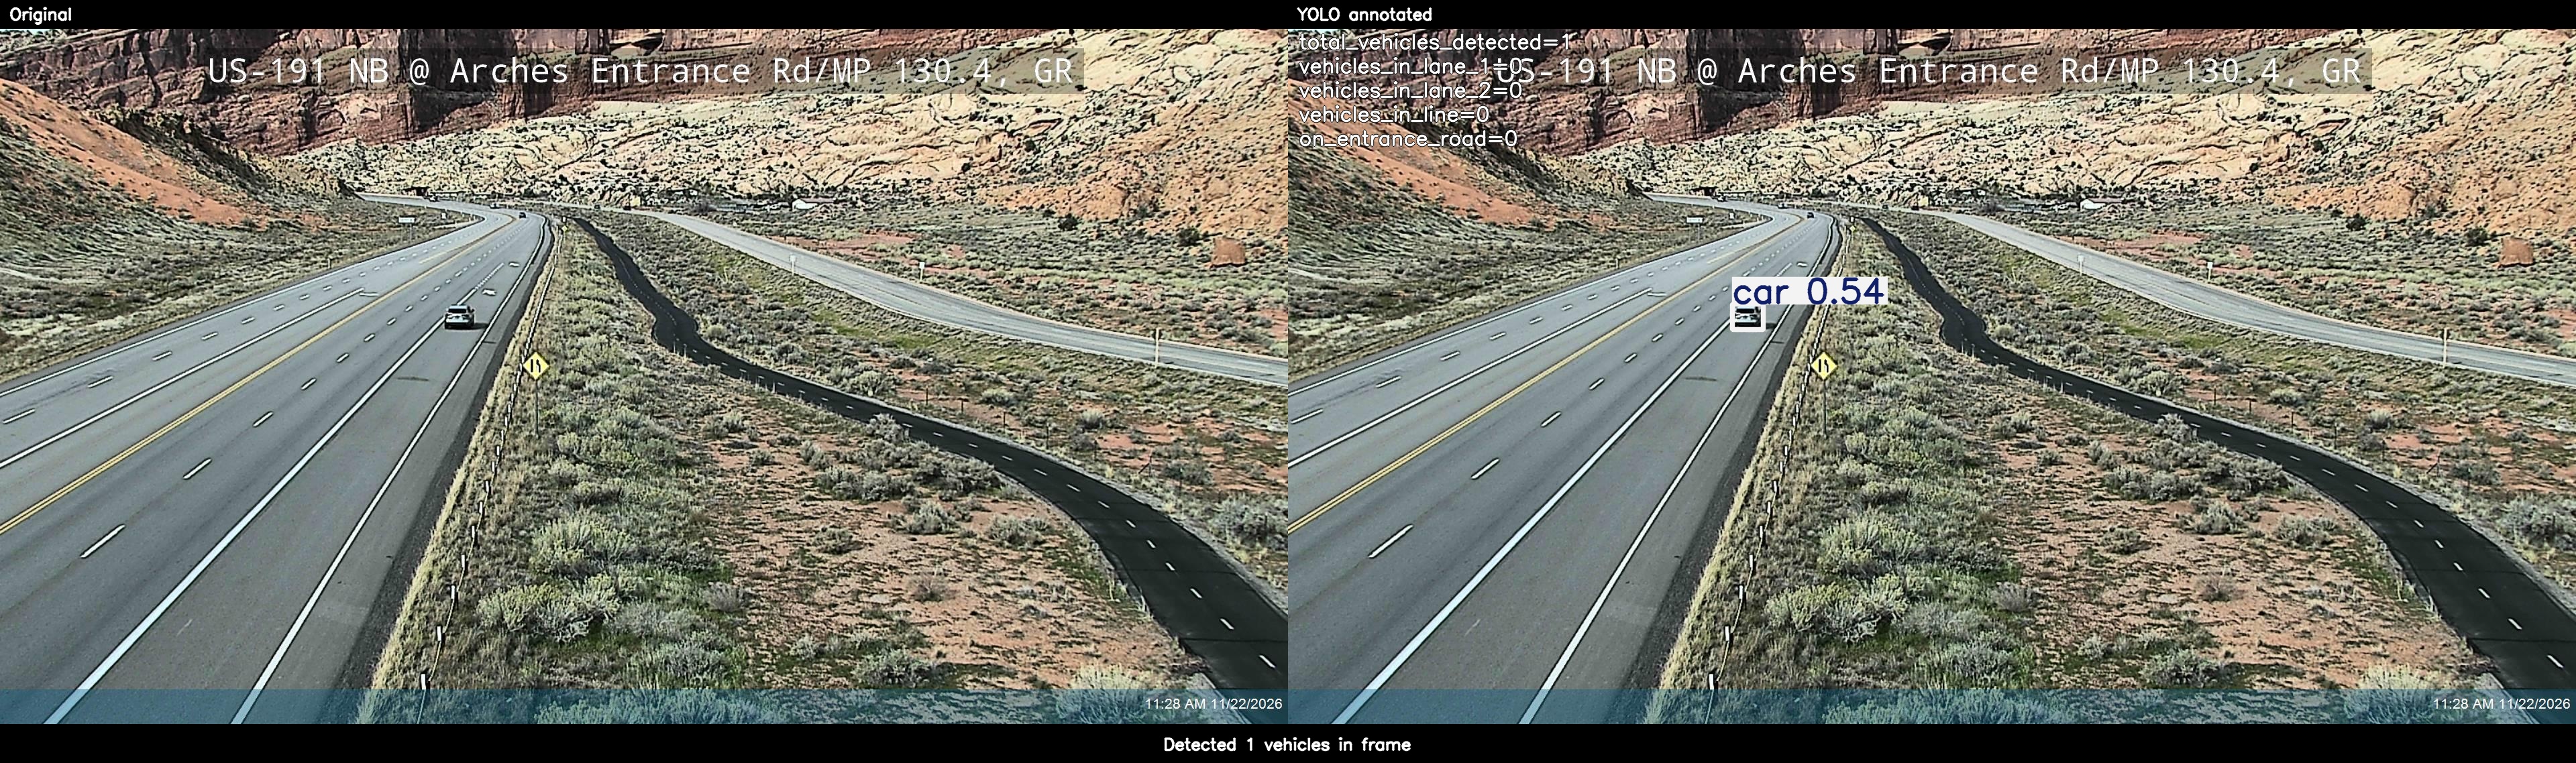 Original
US-191 NB @ Arches Entrance Rd/MP 130.4, GR
11:28 AM 11/22/2026
YOLO annotated
total_vehicles_detected=1
vehicles_in_lane_1=0
US-191 NB @ Arches Entrance Rd/MP 130.4, GR
vehicles_in_lane_2=0
vehicles_in_line=0
on_entrance_road=0
car 0.54
11:28 AM 11/22/2026
Detected 1 vehicles in frame